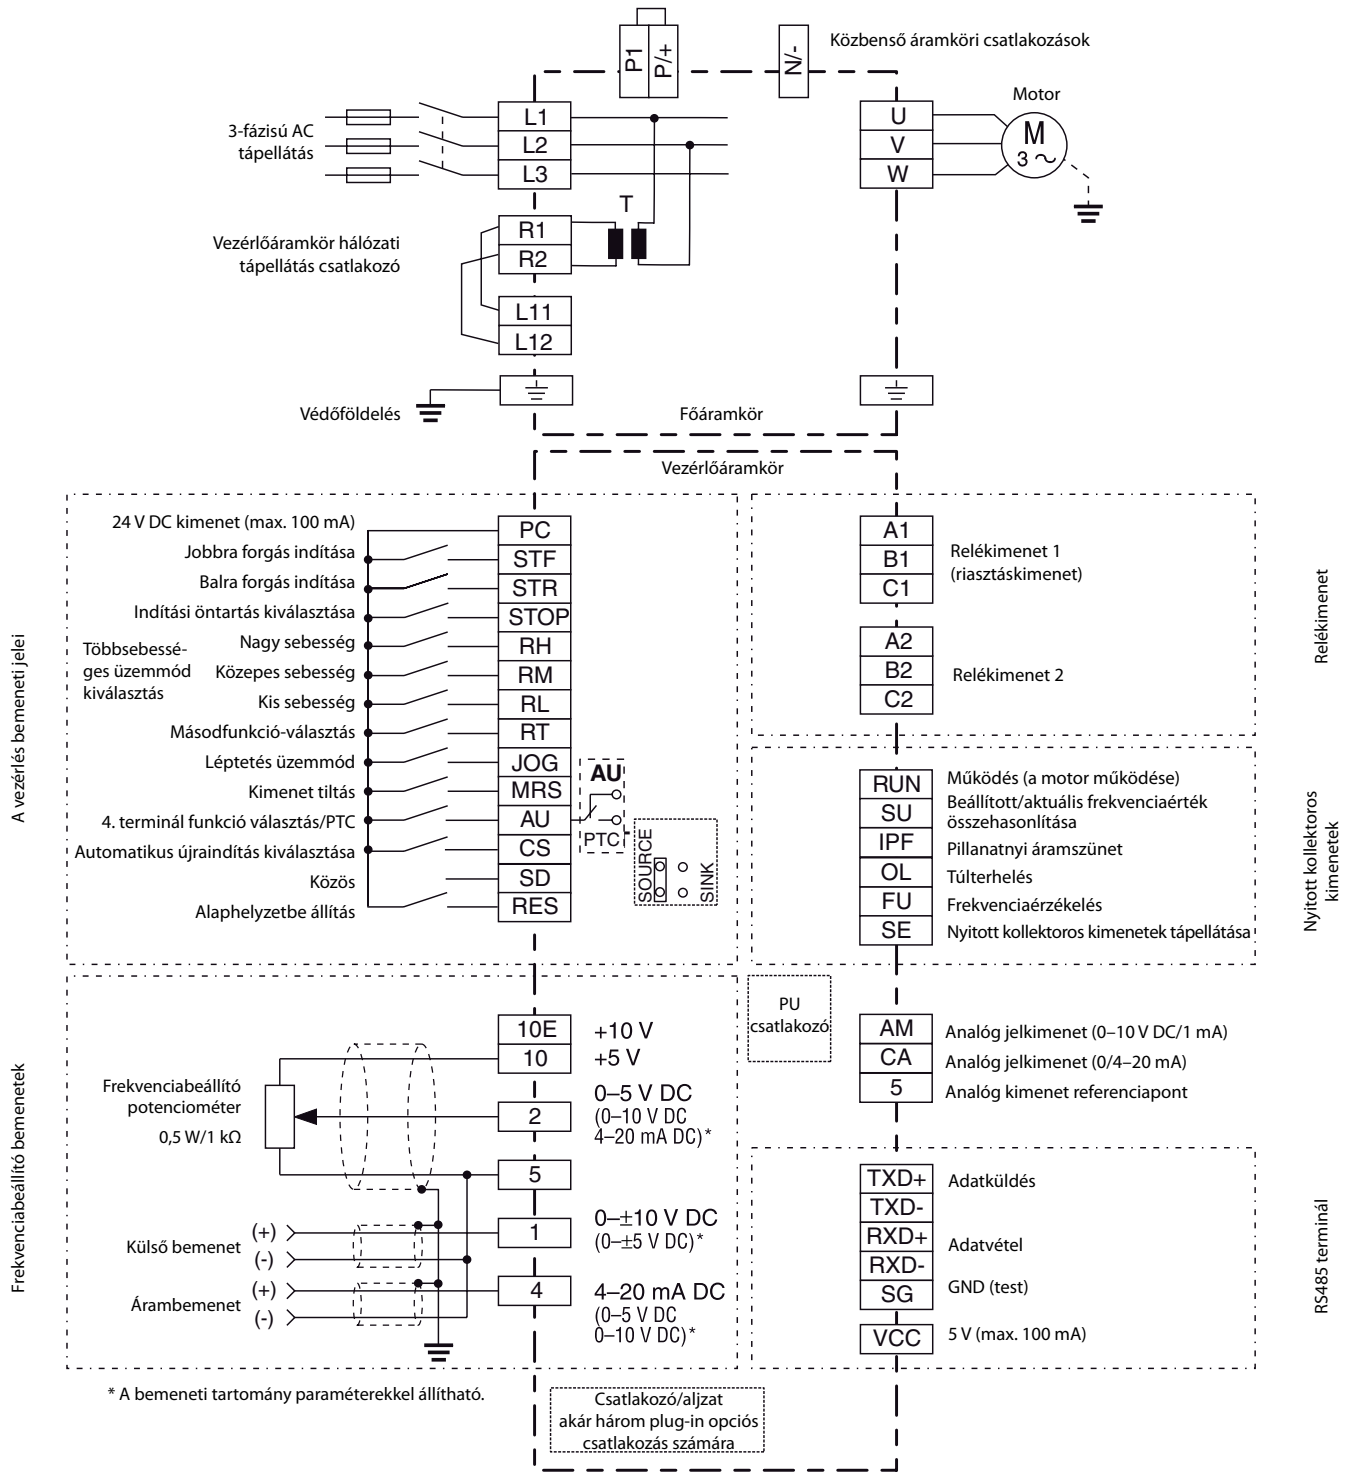 P1
P/+
N/-
Közbenső áramköri csatlakozások
3-fázisú AC
tápellátás
L1
L2
L3
U
V
W
Motor
M
3 ~
T
Vezérlőáramkör hálózati
tápellátás csatlakozó
R1
R2
L11
L12
Védőföldelés
Főáramkör
Vezérlőáramkör
A vezérlés bemeneti jelei
24 V DC kimenet (max. 100 mA)
PC
Jobbra forgás indítása
STF
Balra forgás indítása
STR
Indítási öntartás kiválasztása
STOP
Többsebessé-
ges üzemmód
kiválasztás
Nagy sebesség
RH
Közepes sebesség
RM
Kis sebesség
RL
Másodfunkció-választás
RT
Léptetés üzemmód
JOG
Kimenet tiltás
MRS
4. terminál funkció választás/PTC
AU
Automatikus újraindítás kiválasztása
CS
Közös
SD
Alaphelyzetbe állítás
RES
AU
PTC
SOURCE
SINK
A1
B1
C1
Relékimenet 1
(riasztáskimenet)
A2
B2
C2
Relékimenet 2
Relékimenet
RUN
Működés (a motor működése)
SU
Beállított/aktuális frekvenciaérték
összehasonlítása
IPF
Pillanatnyi áramszünet
OL
Túlterhelés
FU
Frekvenciaérzékelés
SE
Nyitott kollektoros kimenetek tápellátása
Nyitott kollektoros
kimenetek
Frekvenciabeállító bemenetek
Frekvenciabeállító
potenciométer
0,5 W/1 kΩ
10E
+10 V
10
+5 V
2
0–5 V DC
(0–10 V DC
4–20 mA DC)*
5
Külső bemenet
(+)
(-)
1
0–±10 V DC
(0–±5 V DC)*
Árambemenet
(+)
(-)
4
4–20 mA DC
(0–5 V DC
0–10 V DC)*
PU
csatlakozó
AM
Analóg jelkimenet (0–10 V DC/1 mA)
CA
Analóg jelkimenet (0/4–20 mA)
5
Analóg kimenet referenciapont
TXD+
Adatküldés
TXD-
RXD+
Adatvétel
RXD-
SG
GND (test)
VCC
5 V (max. 100 mA)
RS485 terminál
* A bemeneti tartomány paraméterekkel állítható.
Csatlakozó/aljzat
akár három plug-in opciós
csatlakozás számára